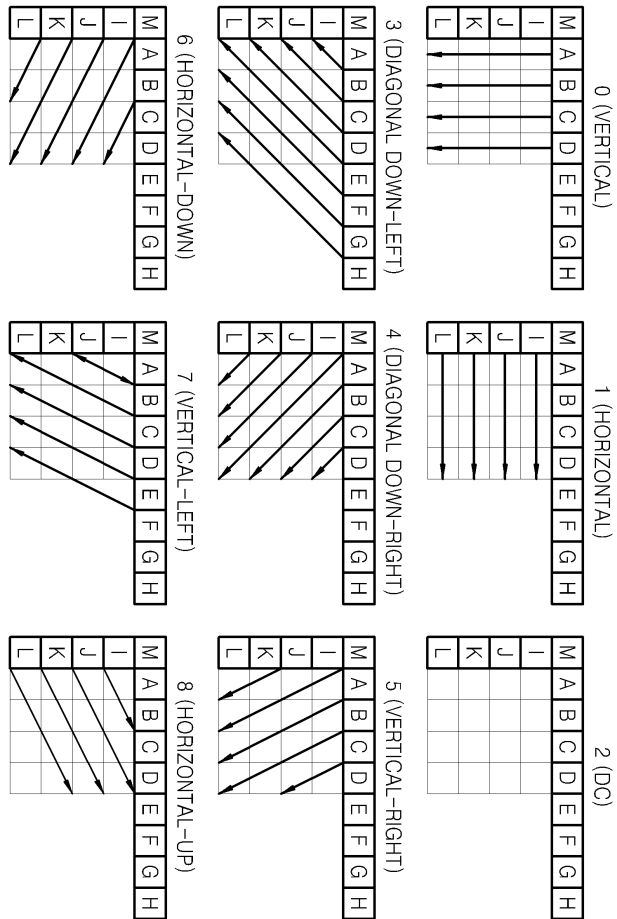 0 (VERTICAL)
M A B C D E F G H
I
J
K
L
1 (HORIZONTAL)
M A B C D E F G H
I
J
K
L
2 (DC)
M A B C D E F G H
I
J
K
L
3 (DIAGONAL DOWN-LEFT)
M A B C D E F G H
I
J
K
L
4 (DIAGONAL DOWN-RIGHT)
M A B C D E F G H
I
J
K
L
5 (VERTICAL-RIGHT)
M A B C D E F G H
I
J
K
L
6 (HORIZONTAL-DOWN)
M A B C D E F G H
I
J
K
L
7 (VERTICAL-LEFT)
M A B C D E F G H
I
J
K
L
8 (HORIZONTAL-UP)
M A B C D E F G H
I
J
K
L